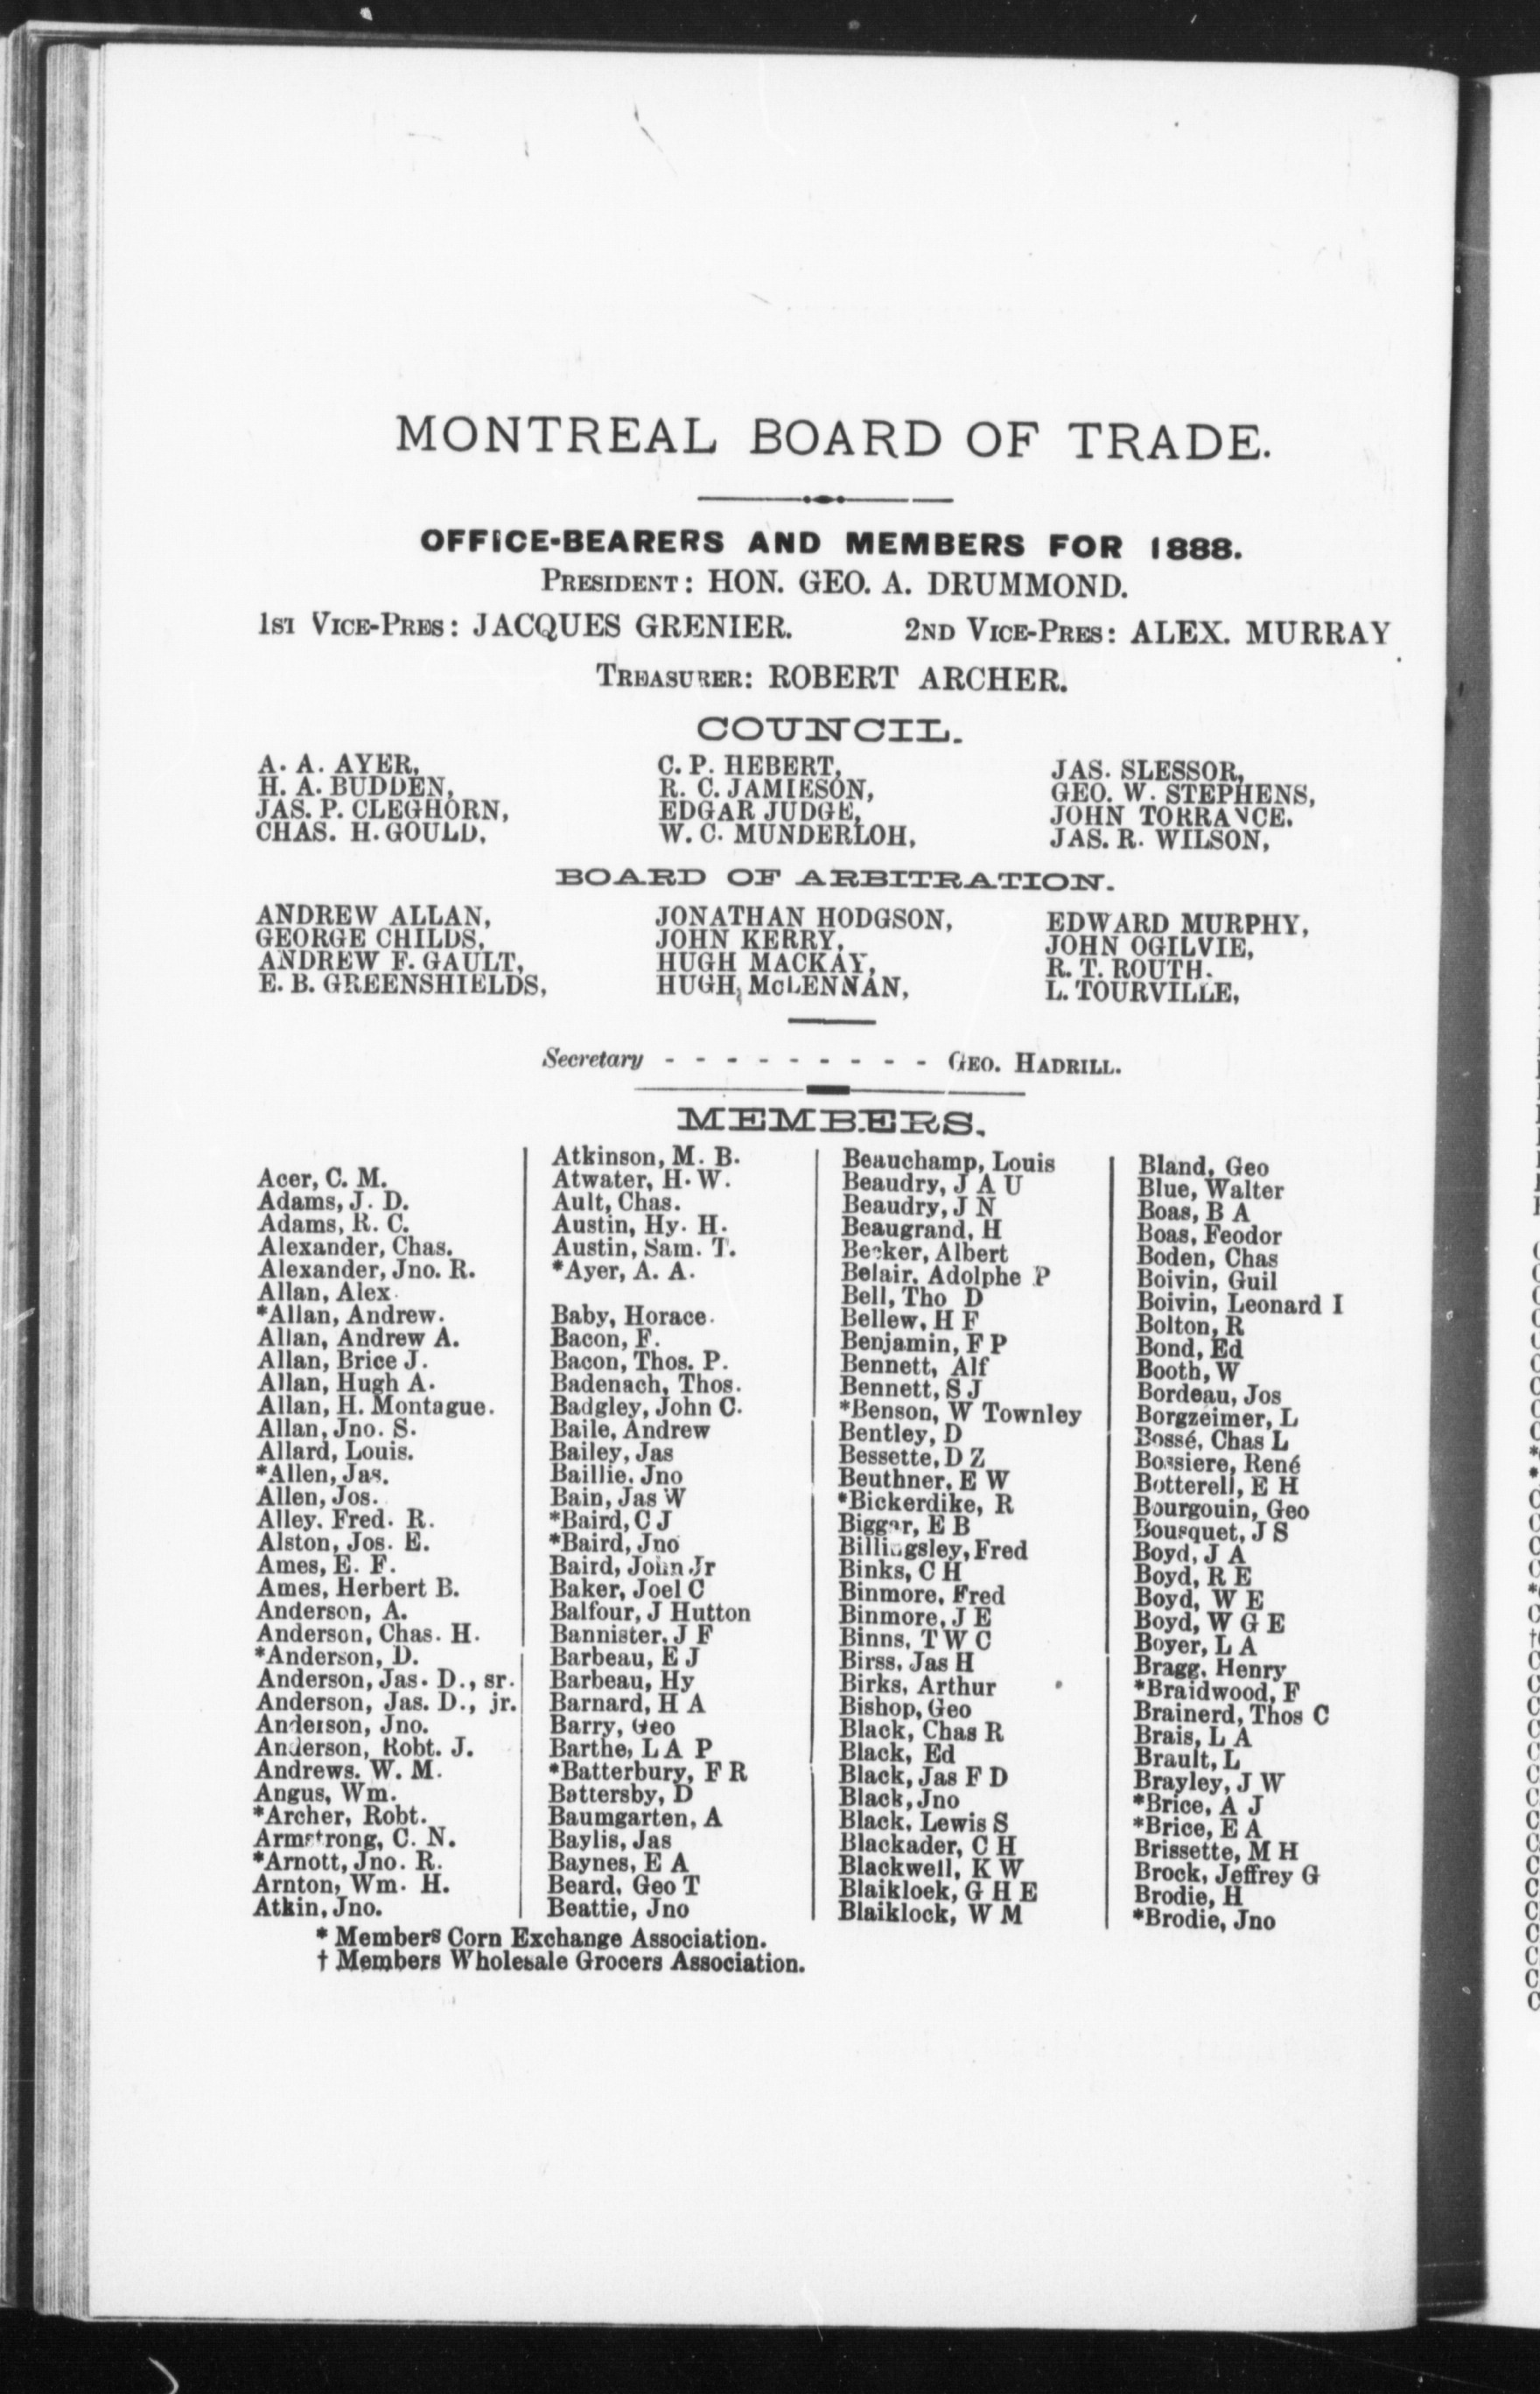 MONTREAL BOARD OF TRADE.
OFFICE-BEARERS AND MEMBERS FOR 1888.
PRESIDENT: HON. GEO. A. DRUMMOND.
1ST VICE-PRES: JACQUES GRENIER. 2ND VICE-PRES: ALEX. MURRAY
TREASURER: ROBERT ARCHER.
COUNCIL.
A. A. AYER,
H. A. BUDDEN,
JAS. P. CLEGHORN,
CHAS. H. GOULD,
C. P. HEBERT,
R. C. JAMIESON,
EDGAR JUDGE,
W. C. MUNDERLOH,
JAS. SLESSOR,
GEO. W. STEPHENS,
JOHN TORRANCE.
JAS. R. WILSON,
BOARD OF ARBITRATION.
ANDREW ALLAN,
GEORGE CHILDS,
ANDREW F. GAULT,
E. B. GREENSHIELDS,
JONATHAN HODGSON,
JOHN KERRY,
HUGH MACKAY,
HUGH McLENNAN,
EDWARD MURPHY,
JOHN OGILVIE,
R. T. ROUTH.
L. TOURVILLE,
Secretary - - - - - - - - - GEO. HADRILL.
MEMBERS.
Acer, C. M.
Adams, J. D.
Adams, R. C.
Alexander, Chas.
Alexander, Jno. R.
Allan, Alex.
*Allan, Andrew.
Allan, Andrew A.
Allan, Brice J.
Allan, Hugh A.
Allan, H. Montague.
Allan, Jno. S.
Allard, Louis.
*Allen, Jas.
Allen, Jos.
Alley. Fred. R.
Alston, Jos. E.
Ames, E. F.
Ames, Herbert B.
Anderson, A.
Anderson, Chas. H.
*Anderson, D.
Anderson, Jas. D., sr.
Anderson, Jas. D., jr.
Anderson, Jno.
Anderson, Robt. J.
Andrews. W. M.
Angus, Wm.
*Archer, Robt.
Armstrong, C. N.
*Arnott, Jno. R.
Arnton, Wm. H.
Atkin, Jno.
Atkinson, M. B.
Atwater, H. W.
Ault, Chas.
Austin, Hy. H.
Austin, Sam. T.
*Ayer, A. A.
Baby, Horace.
Bacon, F.
Bacon, Thos. P.
Badenach, Thos.
Badgley, John C.
Baile, Andrew
Bailey, Jas
Baillie. Jno
Bain, Jas W
*Baird, C J
*Baird, Jno
Baird, John Jr
Baker, Joel C
Balfour, J Hutton
Bannister, J F
Barbeau, E J
Barbeau, Hy
Barnard, H A
Barry, Geo
Barthe, L A P
*Batterbury, F R
Battersby, D
Baumgarten, A
Baylis, Jas
Baynes, E A
Beard, Geo T
Beattie, Jno
Beauchamp, Louis
Beaudry, J A U
Beaudry, J N
Beaugrand, H
Becker, Albert
Belair. Adolphe P
Bell, Tho D
Bellew, H F
Benjamin, F P
Bennett, Alf
Bennett, S J
*Benson, W Townley
Bentley, D
Bessette, D Z
Beuthner, E W
*Bickerdike, R
Biggar, E B
Billingsley, Fred
Binks, C H
Binmore, Fred
Binmore, J E
Binns, T W C
Birss, Jas H
Birks, Arthur
Bishop, Geo
Black, Chas R
Black, Ed
Black, Jas F D
Black, Jno
Black, Lewis S
Blackader, C H
Blackwell, K W
Blaikloek, G H E
Blaiklock, W M
Bland, Geo
Blue, Walter
Boas, B A
Boas, Feodor
Boden, Chas
Boivin, Guil
Boivin, Leonard I
Bolton, R
Bond, Ed
Booth, W
Bordeau, Jos
Borgzeimer, L
Bossé, Chas L
Bossiere, René
Botterell, E H
Bourgouin, Geo
Bousquet, J S
Boyd, J A
Boyd, R E
Boyd, W E
Boyd, W G E
Boyer, L A
Bragg, Henry
*Braidwood, F
Brainerd, Thos C
Brais, L A
Brault, L
Brayley, J W
*Brice, A J
*Brice, E A
Brissette, M H
Brock, Jeffrey G
Brodie, H
*Brodie, Jno
* Members Corn Exchange Association.
† Members Wholesale Grocers Association.